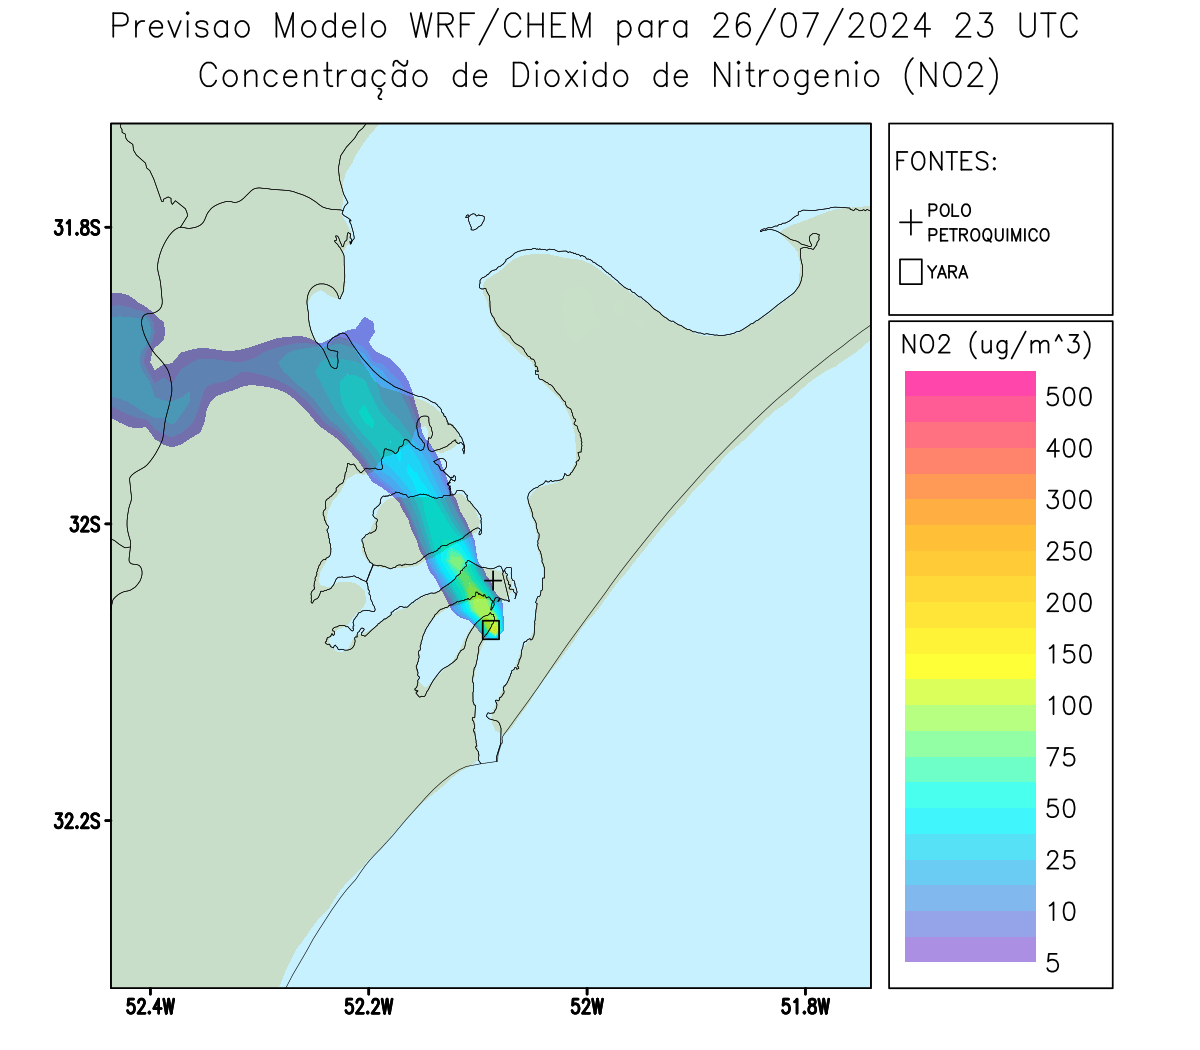 Previsao Modelo WRF/CHEM para 26/07/2024 23 UTC
Concentração de Dioxido de Nitrogenio (NO2)
FONTES:
POLO
PETROQUIMICO
YARA
NO2 (ug/m^3)
500
400
300
250
200
150
100
75
50
25
10
5
31.8S
32S
32.2S
52.4W
52.2W
52W
51.8W